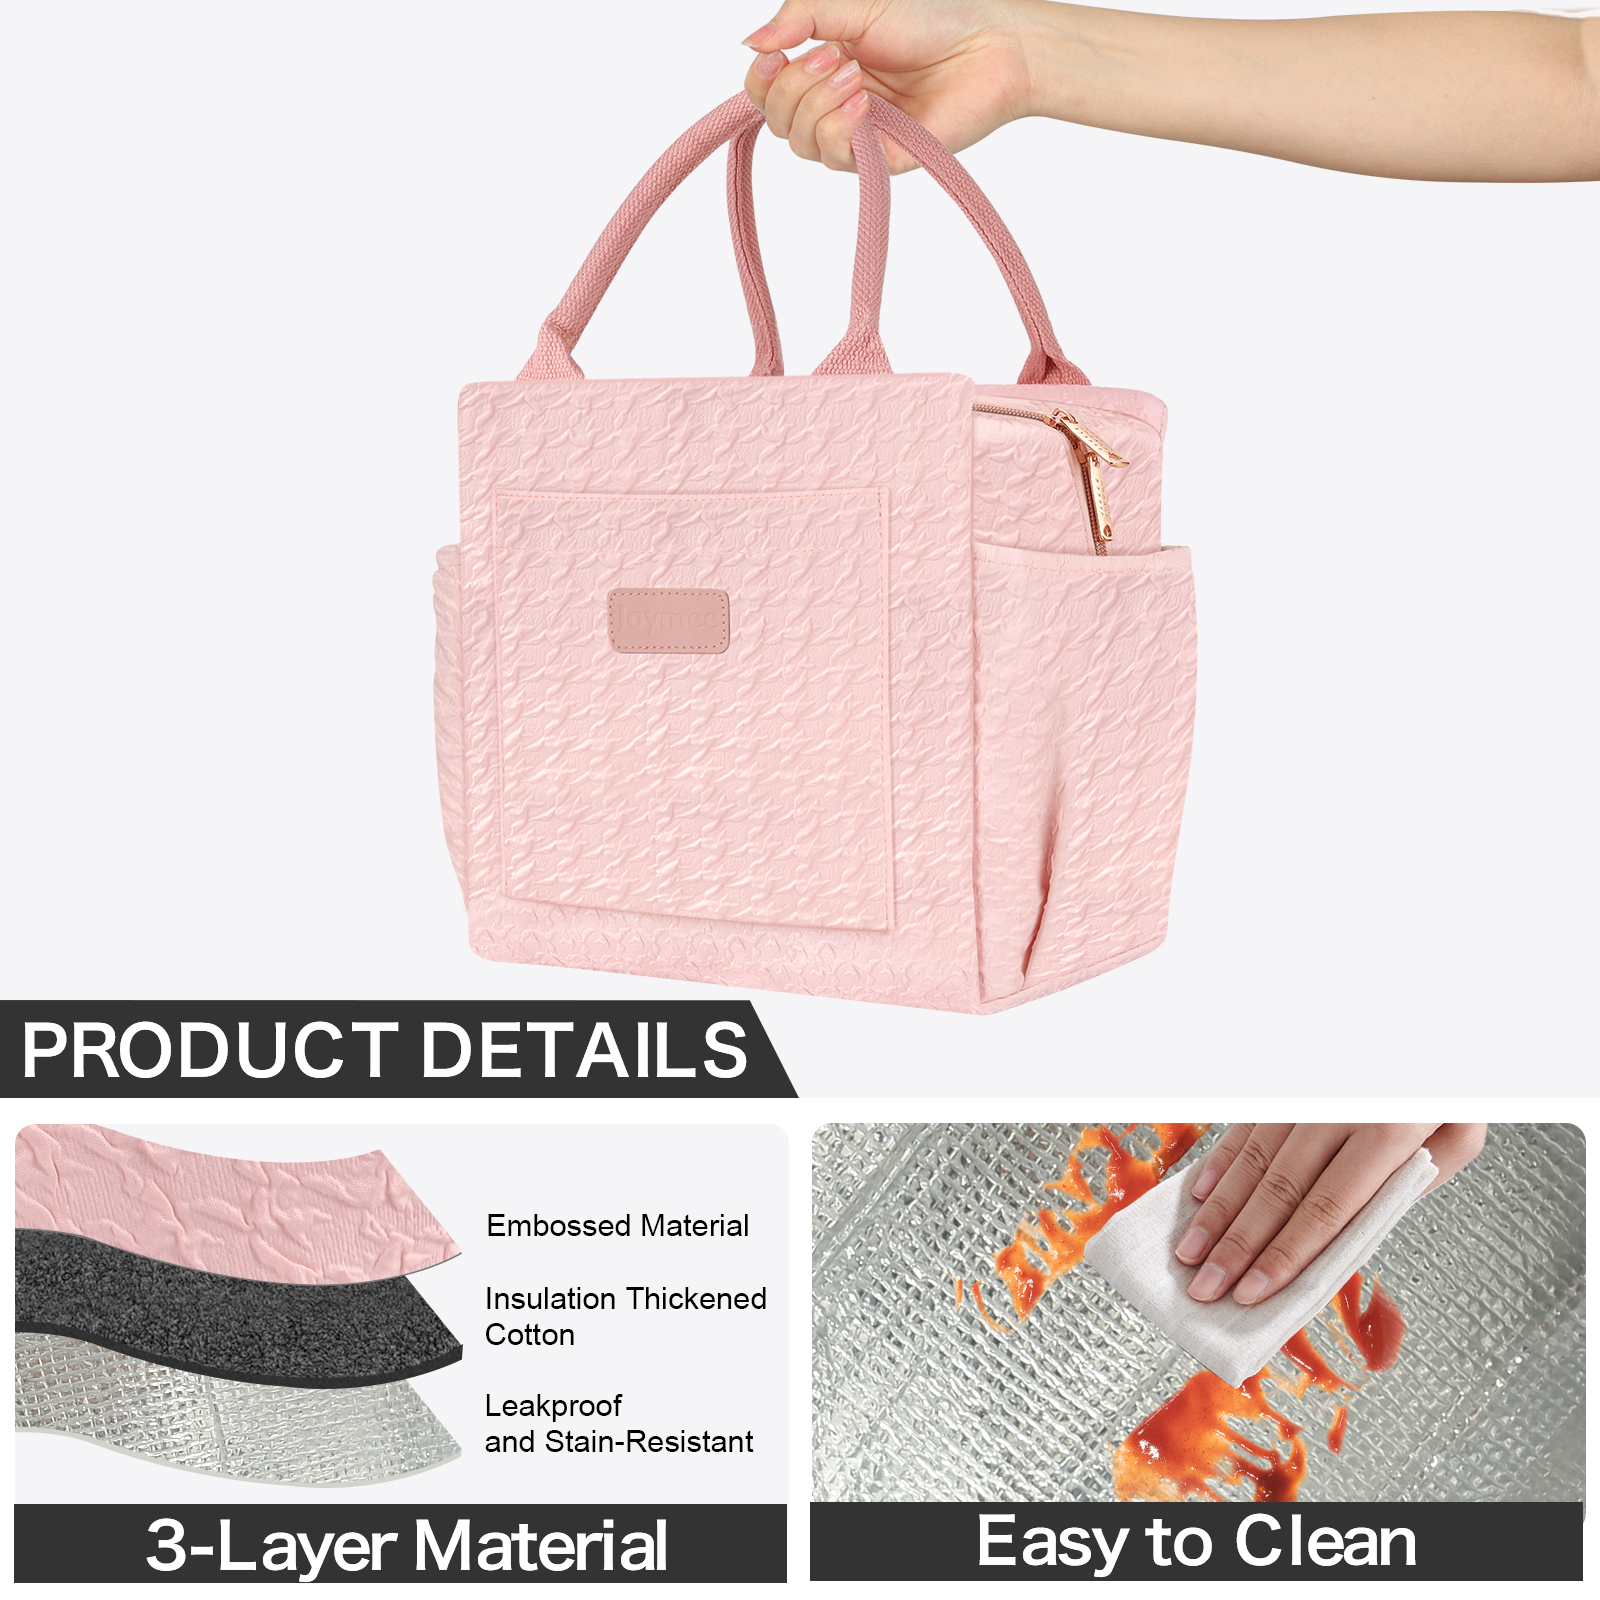 Joymee
PRODUCT DETAILS
Embossed Material
Insulation Thickened
Cotton
Leakproof
and Stain-Resistant
3-Layer Material
Easy to Clean